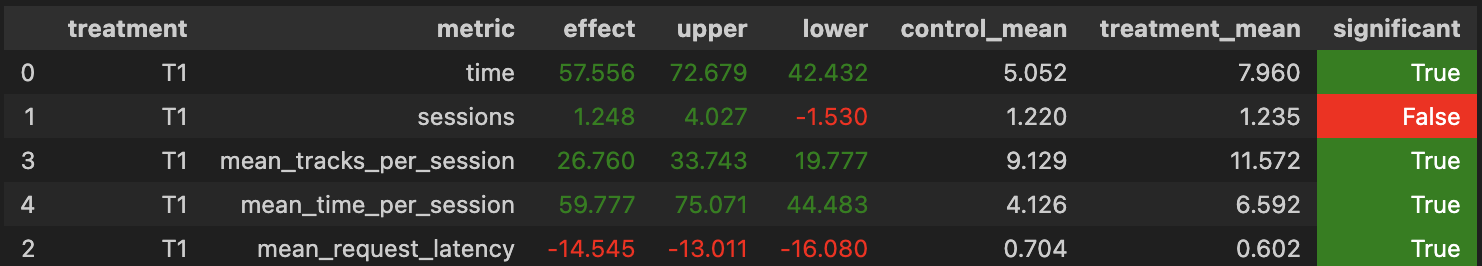 treatment metric effect upper lower control_mean treatment_mean significant
0 T1 time 57.556 72.679 42.432 5.052 7.960 True
1 T1 sessions 1.248 4.027 -1.530 1.220 1.235 False
3 T1 mean_tracks_per_session 26.760 33.743 19.777 9.129 11.572 True
4 T1 mean_time_per_session 59.777 75.071 44.483 4.126 6.592 True
2 T1 mean_request_latency -14.545 -13.011 -16.080 0.704 0.602 True